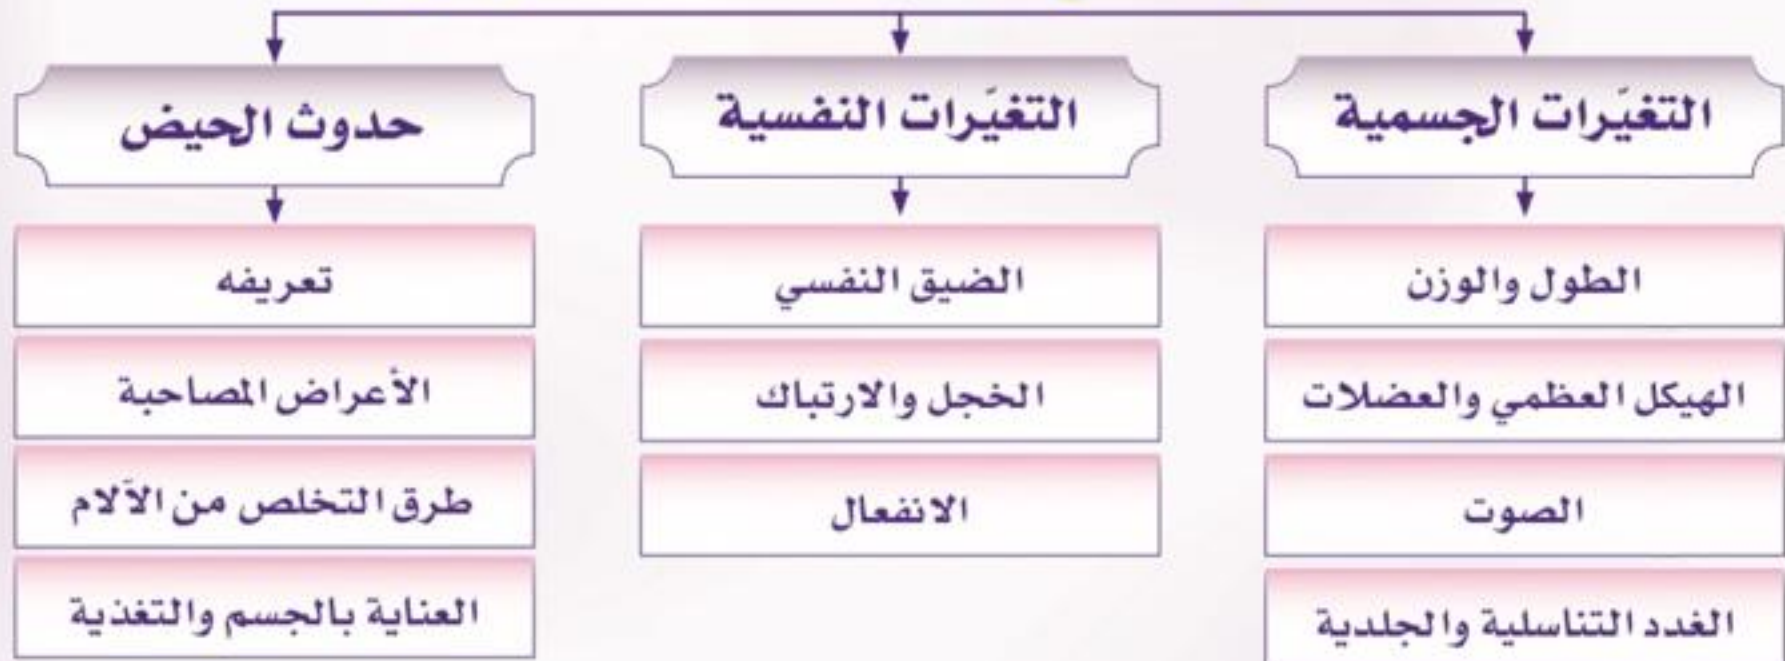 التغيّرات الجسمية
الطول والوزن
الهيكل العظمي والعضلات
الصوت
الغدد التناسلية والجلدية
التغيّرات النفسية
الضيق النفسي
الخجل والارتباك
الانفعال
حدوث الحيض
تعريفه
الأعراض المصاحبة
طرق التخلص من الآلام
العناية بالجسم والتغذية